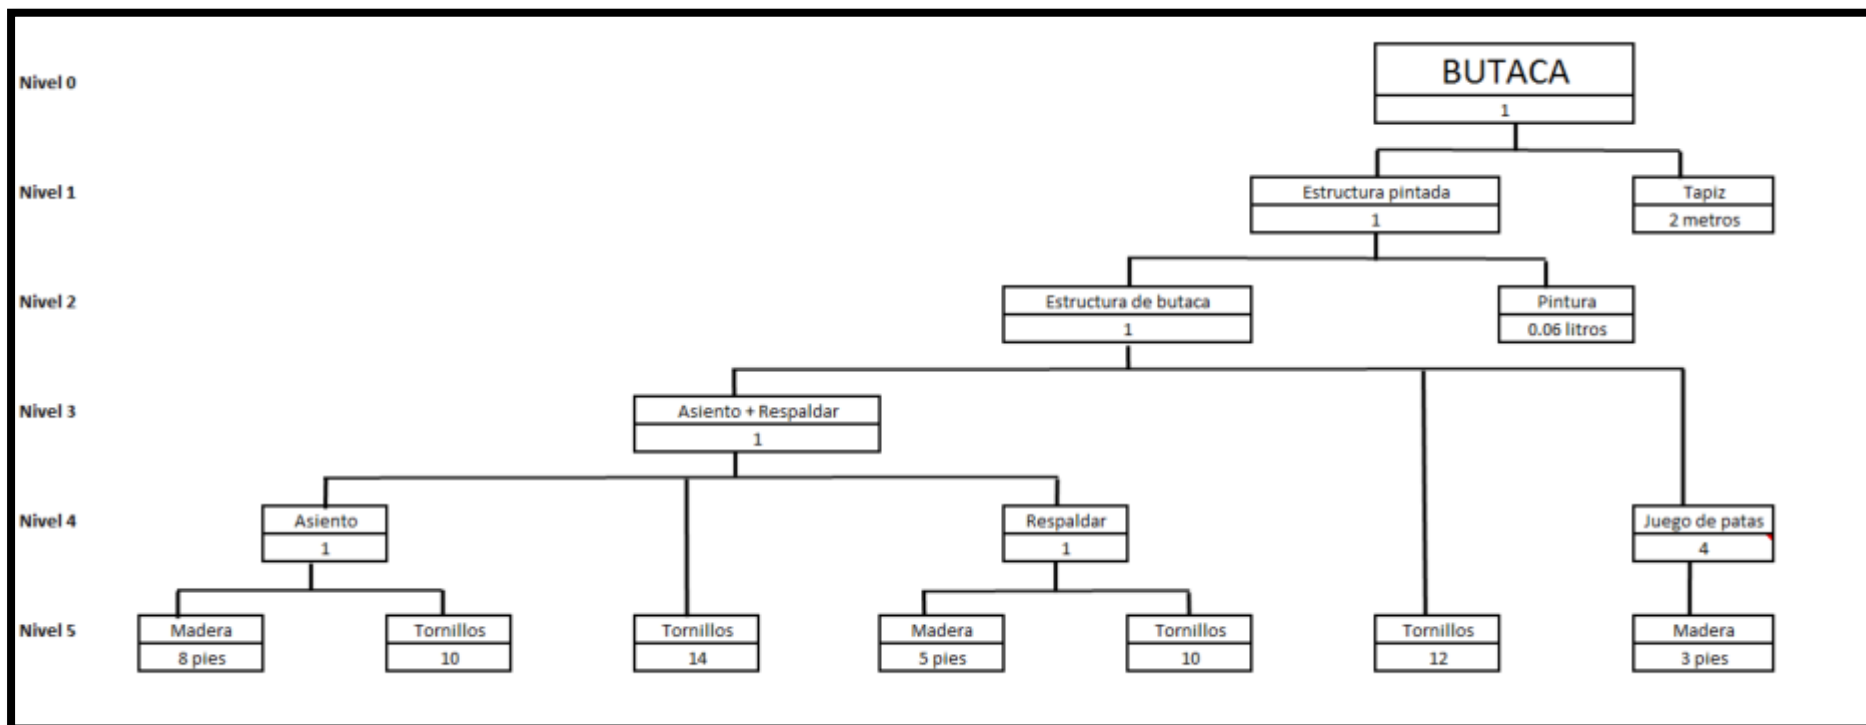 Nivel 0
BUTACA
1
Nivel 1
Estructura pintada
1
Tapiz
2 metros
Nivel 2
Estructura de butaca
1
Pintura
0.06 litros
Nivel 3
Asiento + Respaldar
1
Nivel 4
Asiento
1
Respaldar
1
Juego de patas
4
Nivel 5
Madera
8 pies
Tornillos
10
Tornillos
14
Madera
5 pies
Tornillos
10
Tornillos
12
Madera
3 pies